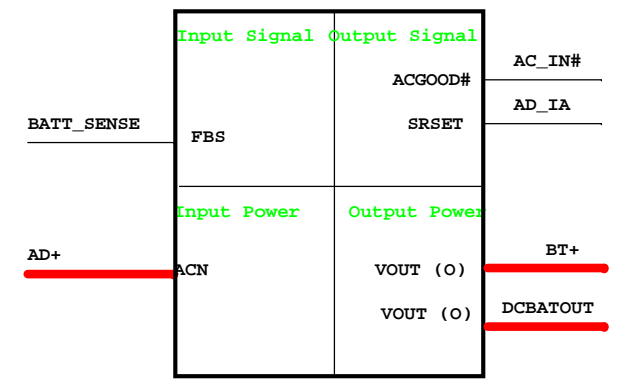 Input Signal Output Signal
AC_IN#
ACGOOD#
AD_IA
BATT_SENSE
SRSET
FBS
Input Power Output Power
AD+
BT+
ACN
VOUT (O)
DCBATOUT
VOUT (O)